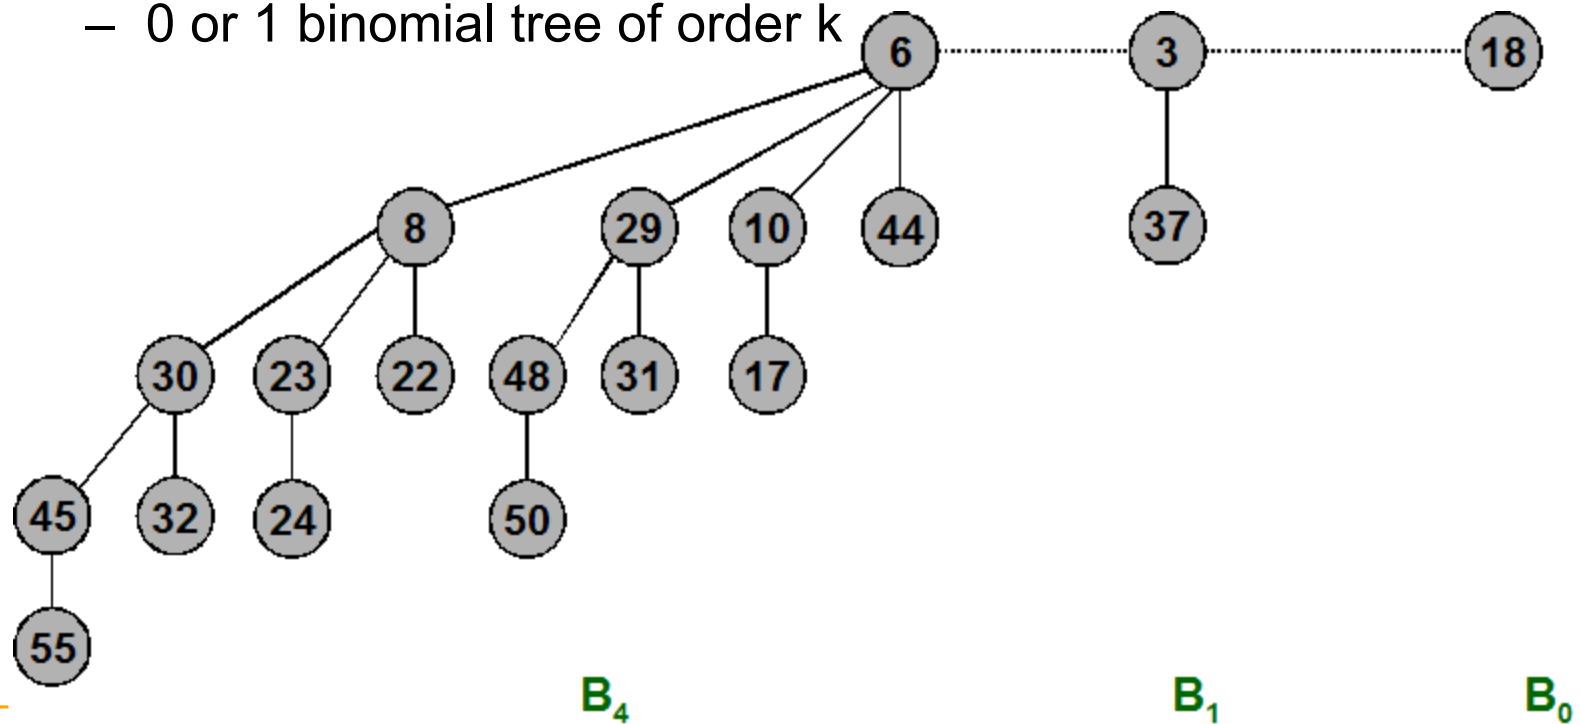 – 0 or 1 binomial tree of order k
6 3 18
8 29 10 44 37
30 23 22 48 31 17
45 32 24 50
55
B₄ B₁ B₀